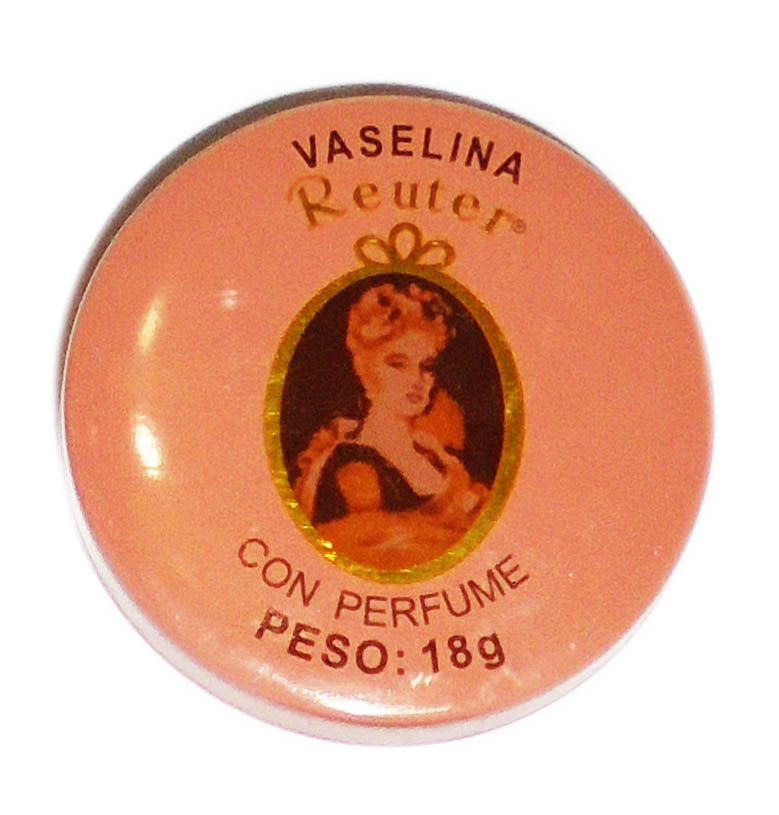 VASELINA
Reuter®
CON PERFUME
PESO: 18g